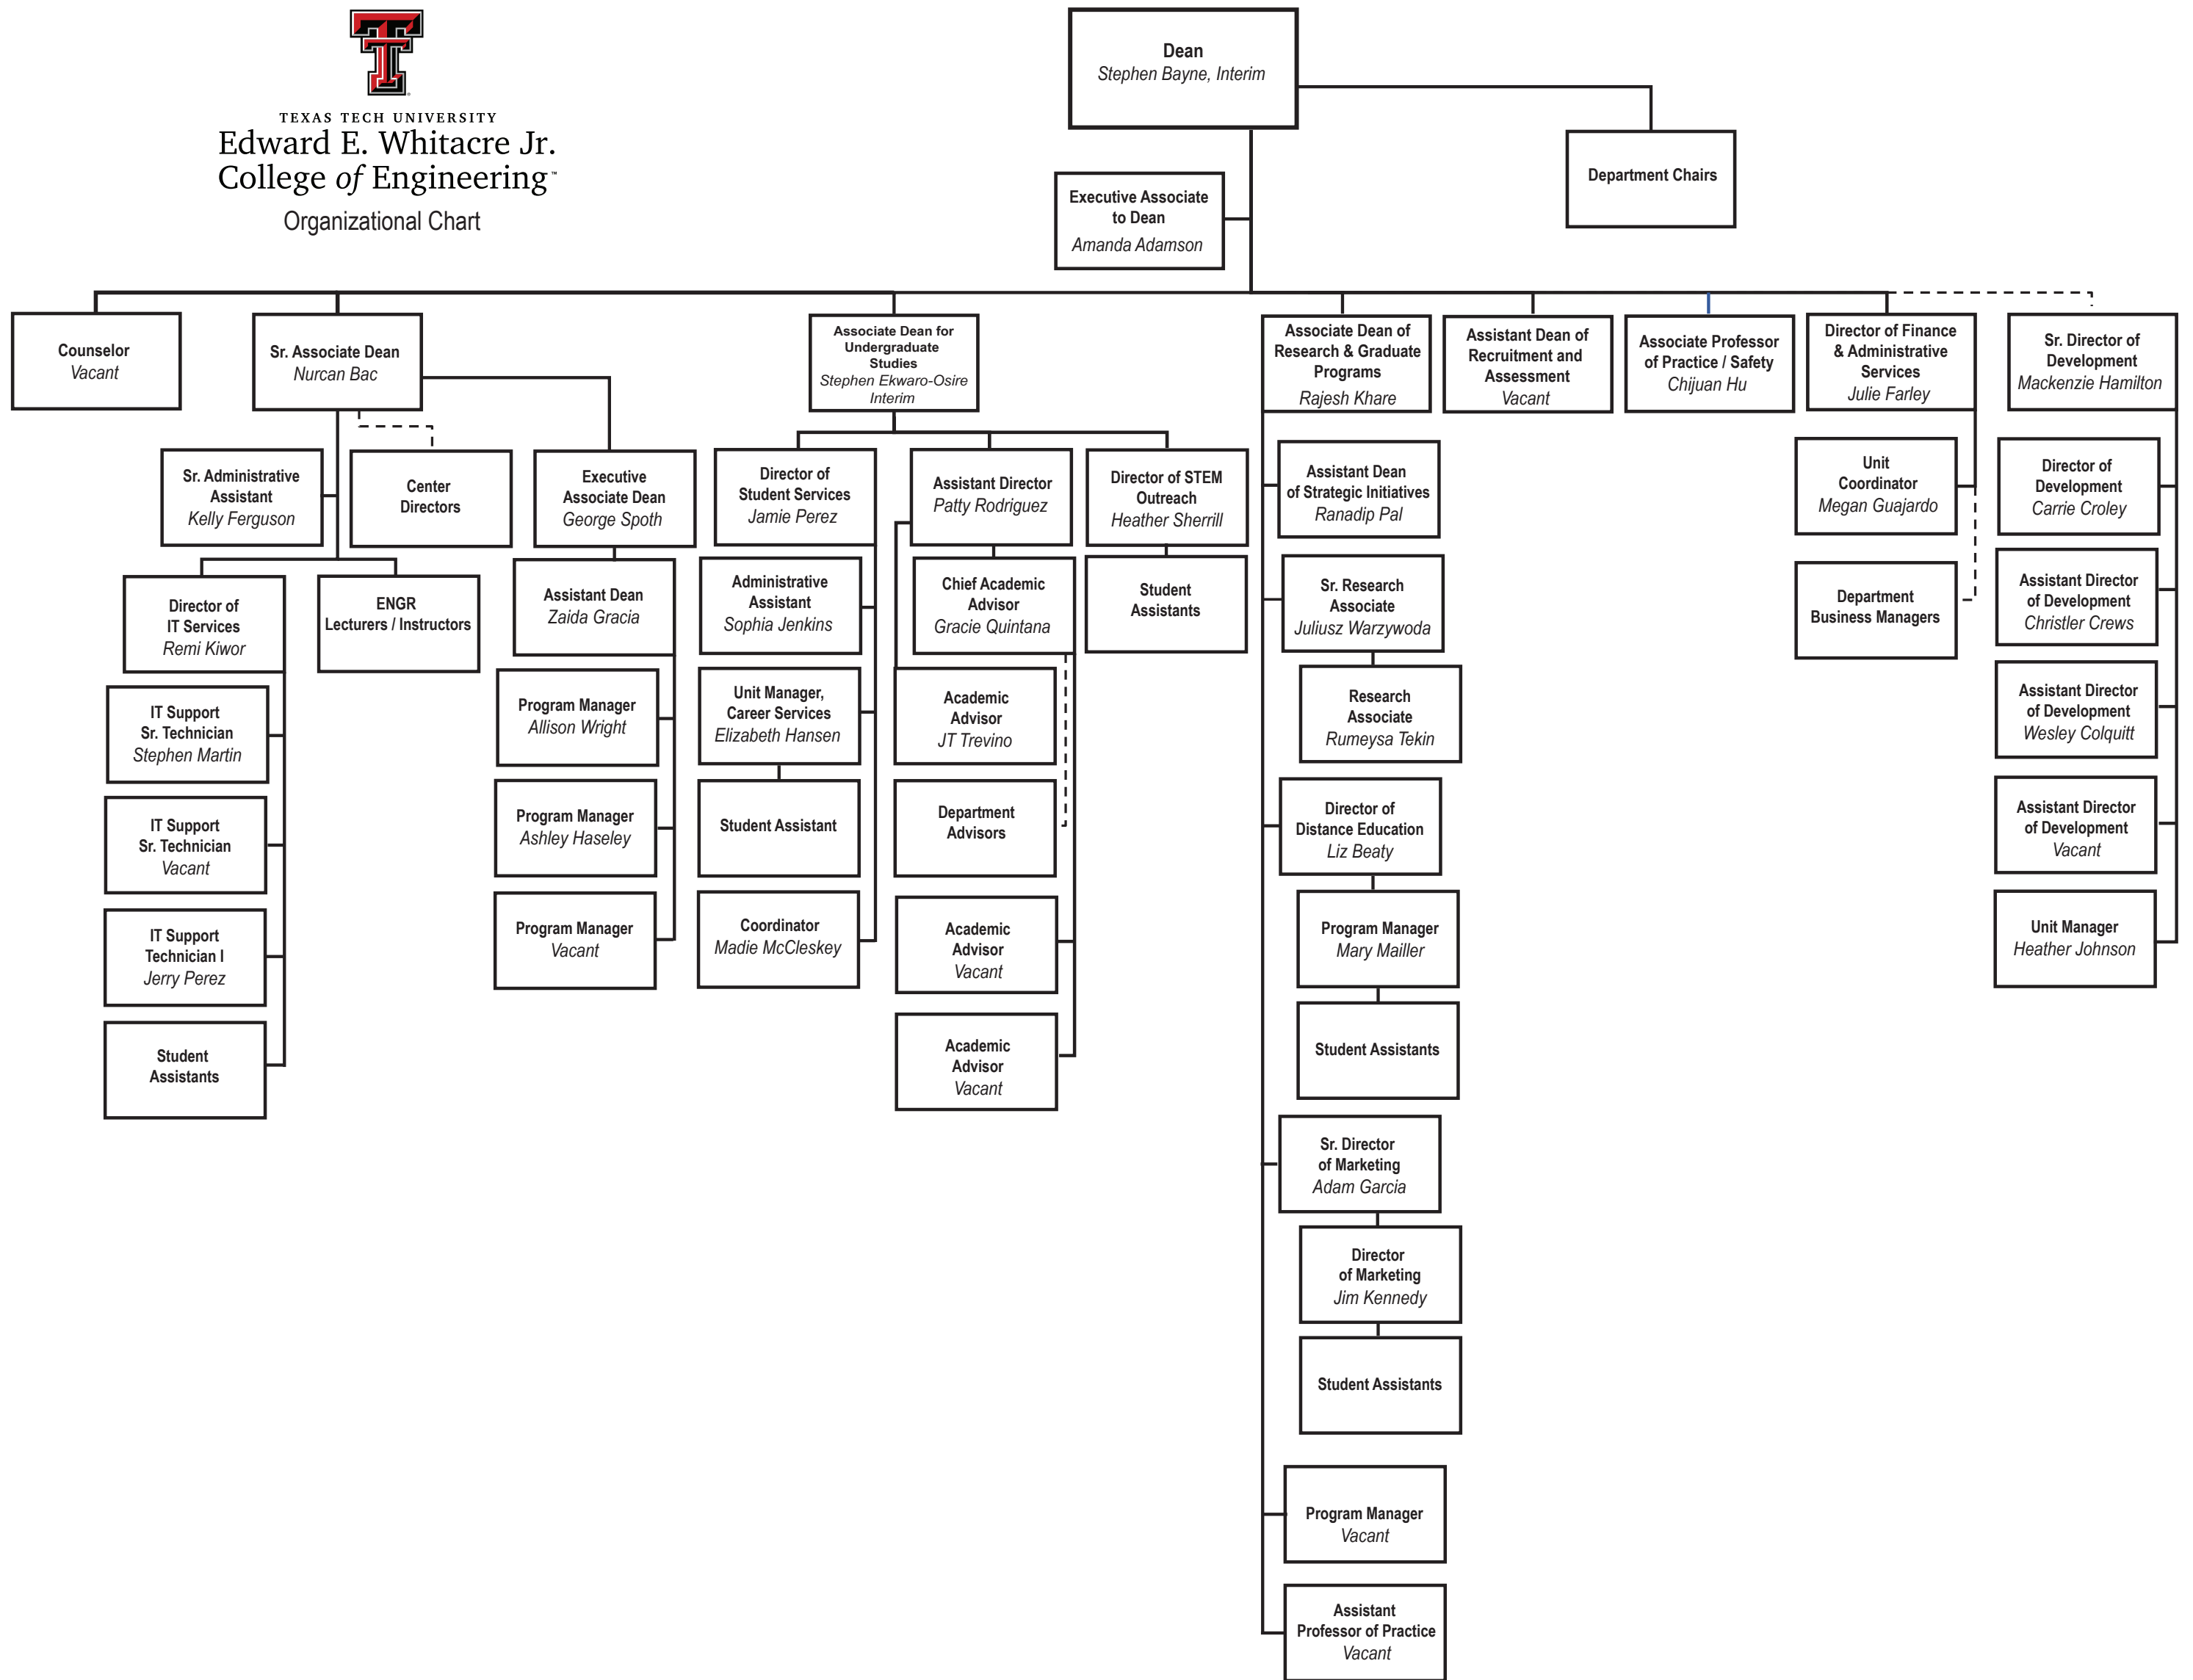 TEXAS TECH UNIVERSITY
Edward E. Whitacre Jr.
College of Engineering™
Organizational Chart
Dean
Stephen Bayne, Interim
Department Chairs
Executive Associate
to Dean
Amanda Adamson
Counselor
Vacant
Sr. Associate Dean
Nurcan Bac
Associate Dean for
Undergraduate
Studies
Stephen Ekwaro-Osire
Interim
Associate Dean of
Research & Graduate
Programs
Rajesh Khare
Assistant Dean of
Recruitment and
Assessment
Vacant
Associate Professor
of Practice / Safety
Chijuan Hu
Director of Finance
& Administrative
Services
Julie Farley
Sr. Director of
Development
Mackenzie Hamilton
Sr. Administrative
Assistant
Kelly Ferguson
Center
Directors
Director of
IT Services
Remi Kiwor
ENGR
Lecturers / Instructors
IT Support
Sr. Technician
Stephen Martin
IT Support
Sr. Technician
Vacant
IT Support
Technician I
Jerry Perez
Student
Assistants
Executive
Associate Dean
George Spoth
Assistant Dean
Zaida Gracia
Program Manager
Allison Wright
Program Manager
Ashley Haseley
Program Manager
Vacant
Director of
Student Services
Jamie Perez
Administrative
Assistant
Sophia Jenkins
Unit Manager,
Career Services
Elizabeth Hansen
Student Assistant
Coordinator
Madie McCleskey
Assistant Director
Patty Rodriguez
Chief Academic
Advisor
Gracie Quintana
Academic
Advisor
JT Trevino
Department
Advisors
Academic
Advisor
Vacant
Academic
Advisor
Vacant
Director of STEM
Outreach
Heather Sherrill
Student
Assistants
Assistant Dean
of Strategic Initiatives
Ranadip Pal
Sr. Research
Associate
Juliusz Warzywoda
Research
Associate
Rumeysa Tekin
Director of
Distance Education
Liz Beaty
Program Manager
Mary Mailler
Student Assistants
Sr. Director
of Marketing
Adam Garcia
Director
of Marketing
Jim Kennedy
Student Assistants
Program Manager
Vacant
Assistant
Professor of Practice
Vacant
Unit
Coordinator
Megan Guajardo
Department
Business Managers
Director of
Development
Carrie Croley
Assistant Director
of Development
Christler Crews
Assistant Director
of Development
Wesley Colquitt
Assistant Director
of Development
Vacant
Unit Manager
Heather Johnson